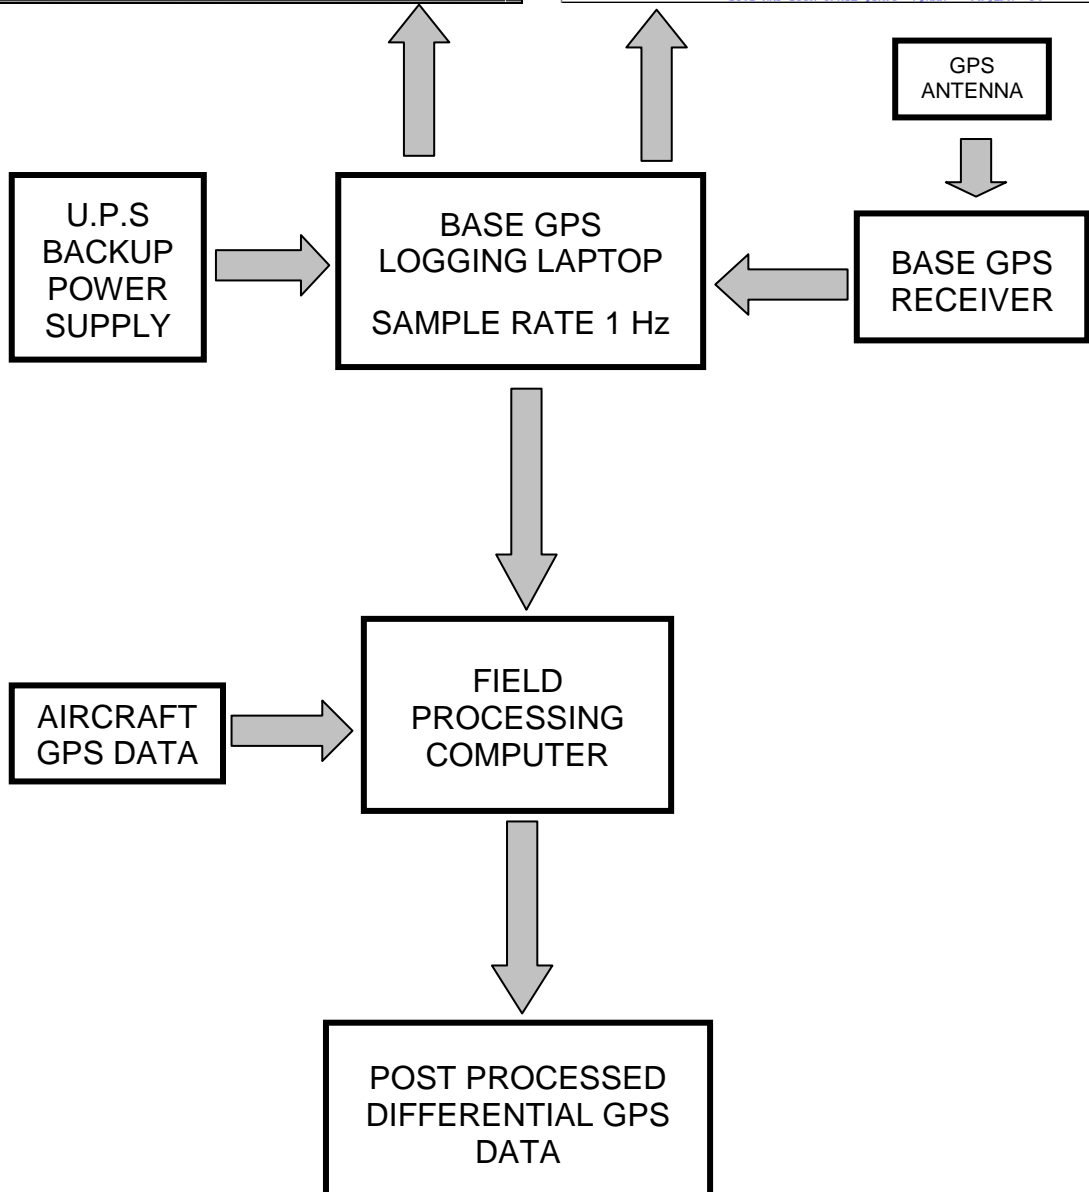 GPS
ANTENNA
U.P.S
BACKUP
POWER
SUPPLY
BASE GPS
LOGGING LAPTOP
SAMPLE RATE 1 Hz
BASE GPS
RECEIVER
AIRCRAFT
GPS DATA
FIELD
PROCESSING
COMPUTER
POST PROCESSED
DIFFERENTIAL GPS
DATA